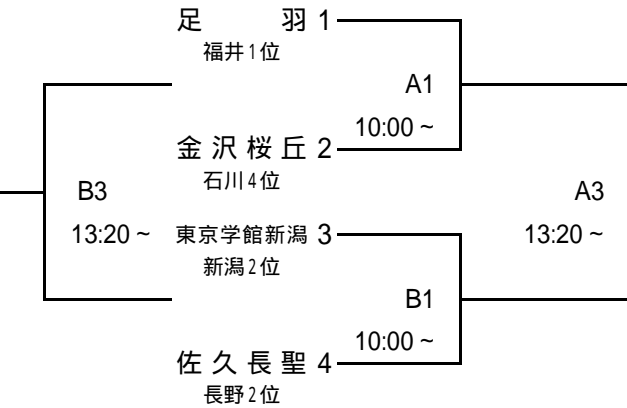 足羽 1
福井1位
A1
10:00 ~
金沢桜丘 2
石川4位
B3
13:20 ~
A3
13:20 ~
東京学館新潟 3
新潟2位
B1
10:00 ~
佐久長聖 4
長野2位